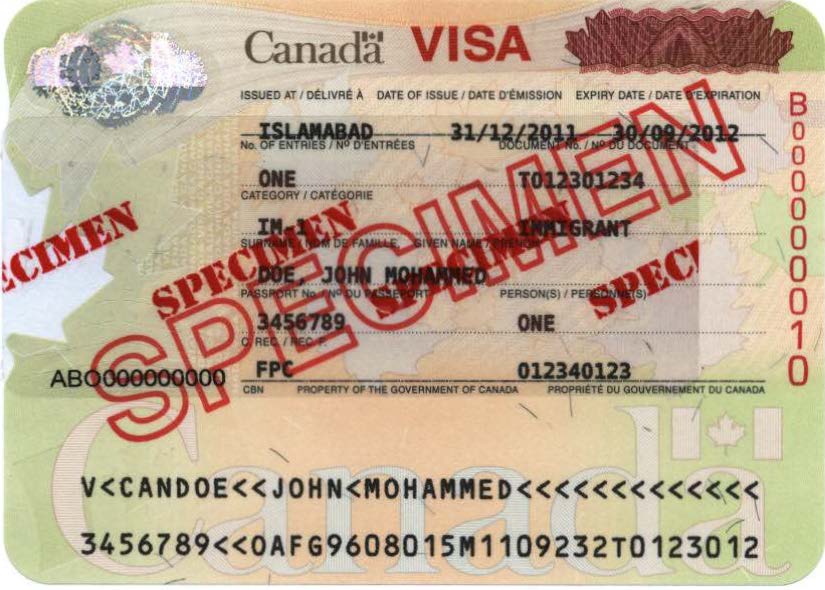 Canada VISA
ISSUED AT / DÉLIVRÉ À DATE OF ISSUE / DATE D'ÉMISSION EXPIRY DATE / DATE D'EXPIRATION
ISLAMABAD 31/12/2011 30/09/2012
No. OF ENTRIES / Nº D'ENTRÉES DOCUMENT No. / Nº DU DOCUMENT
ONE T012301234
CATEGORY / CATÉGORIE
IM-1 IMMIGRANT
SURNAME / NOM DE FAMILLE, GIVEN NAME / PRÉNOM
DOE, JOHN MOHAMMED
PASSPORT No. / Nº DU PASSEPORT PERSON(S) / PERSONNE(S)
3456789 ONE
C. REC. / REC. F.
FPC 012340123
CBN PROPERTY OF THE GOVERNMENT OF CANADA PROPRIÉTÉ DU GOUVERNEMENT DU CANADA
ABO000000000
B000000010
SPECIMEN
ECIMEN
SPECIMEN
SPECIMEN
SPECI
Canada
V<CANDOE<<JOHN<MOHAMMED<<<<<<<<<<<<<<
3456789<<0AFG9608015M1109232T0123012